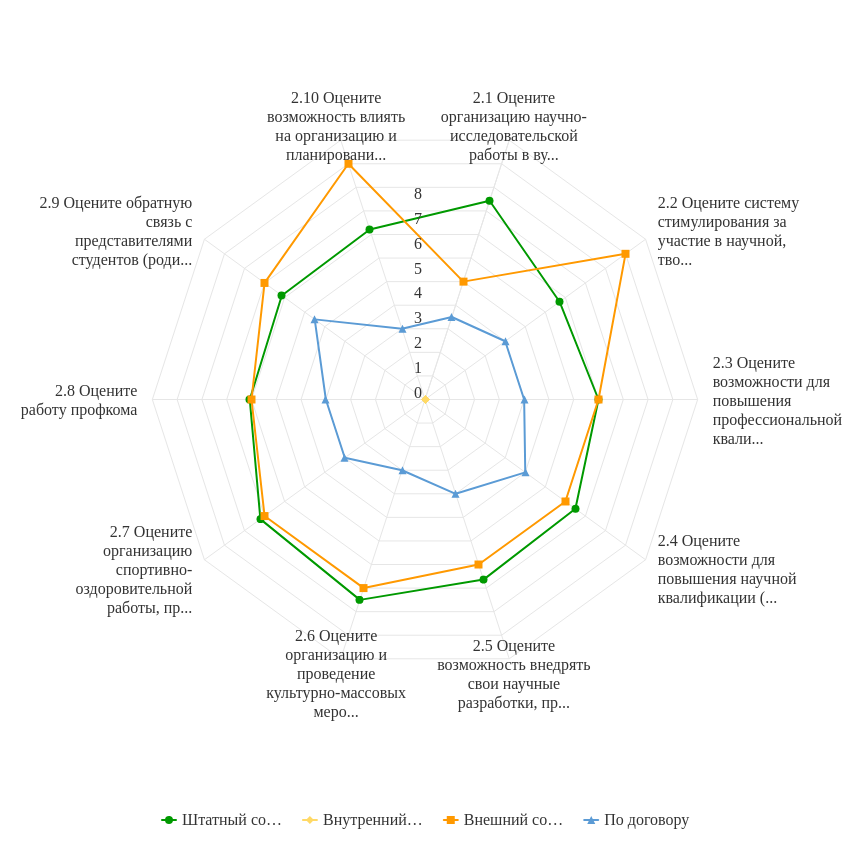 2.10 Оцените
возможность влиять
на организацию и
планировани...
2.1 Оцените
организацию научно-
исследовательской
работы в ву...
2.9 Оцените обратную
связь с
представителями
студентов (роди...
2.2 Оцените систему
стимулирования за
участие в научной,
тво...
8
7
6
5
4
3
2
1
0
2.8 Оцените
работу профкома
2.3 Оцените
возможности для
повышения
профессиональной
квали...
2.7 Оцените
организацию
спортивно-
оздоровительной
работы, пр...
2.4 Оцените
возможности для
повышения научной
квалификации (...
2.6 Оцените
организацию и
проведение
культурно-массовых
меро...
2.5 Оцените
возможность внедрять
свои научные
разработки, пр...
Штатный со… Внутренний… Внешний со… По договору